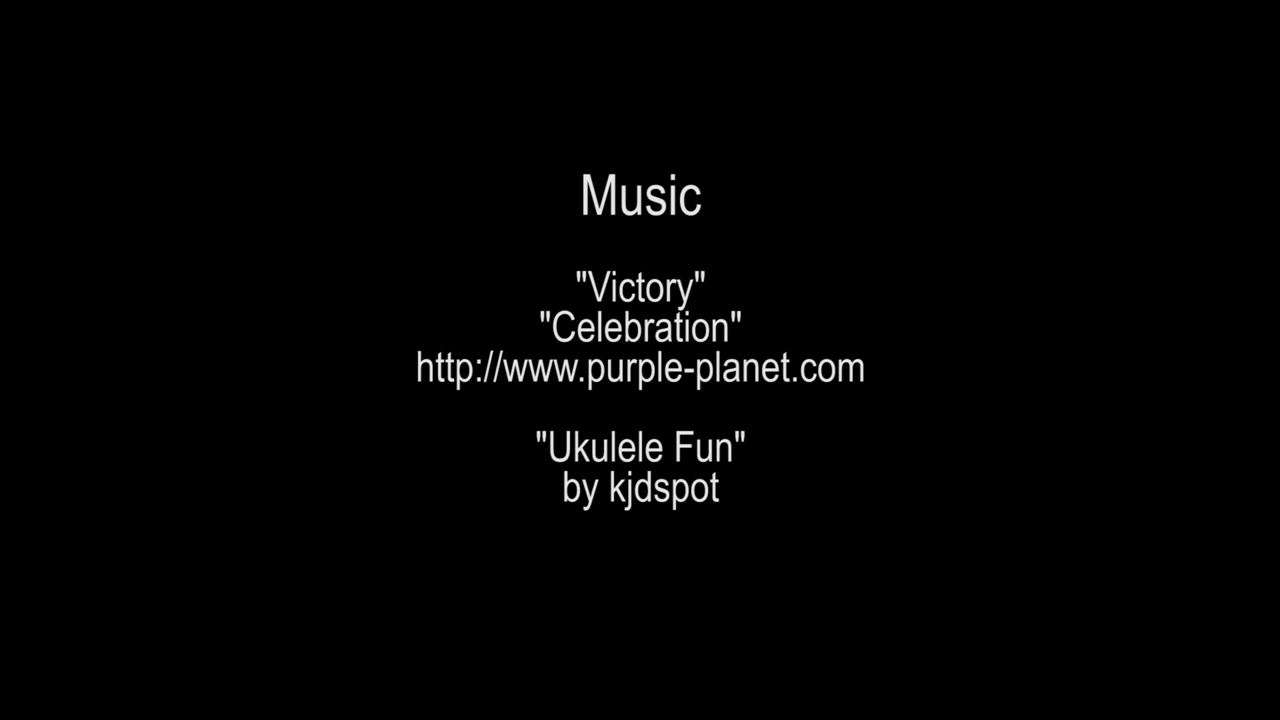 Music
"Victory"
"Celebration"
http://www.purple-planet.com
"Ukulele Fun"
by kjdspot